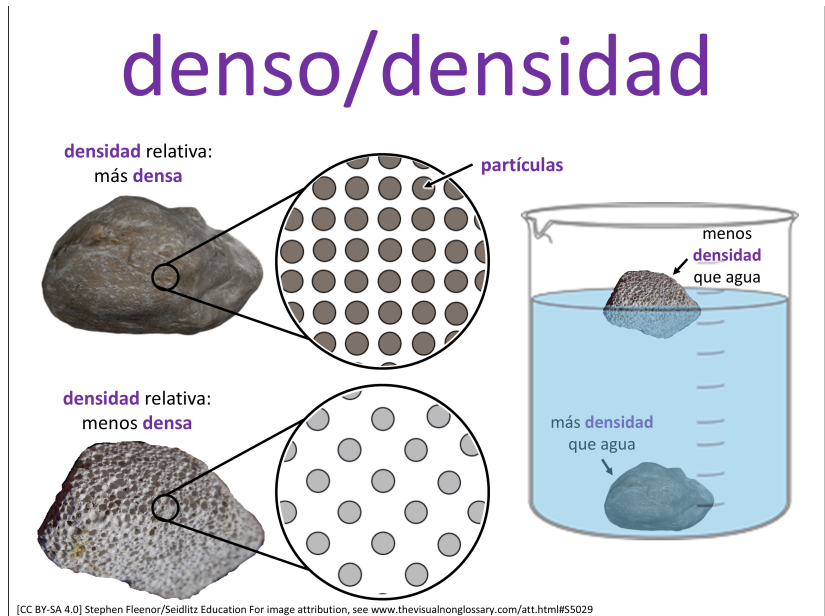 denso/densidad
densidad relativa:
más densa
partículas
menos
densidad
que agua
densidad relativa:
menos densa
más densidad
que agua
[CC BY-SA 4.0] Stephen Fleenor/Seidlitz Education For image attribution, see www.thevisualnonglossary.com/att.html#S5029